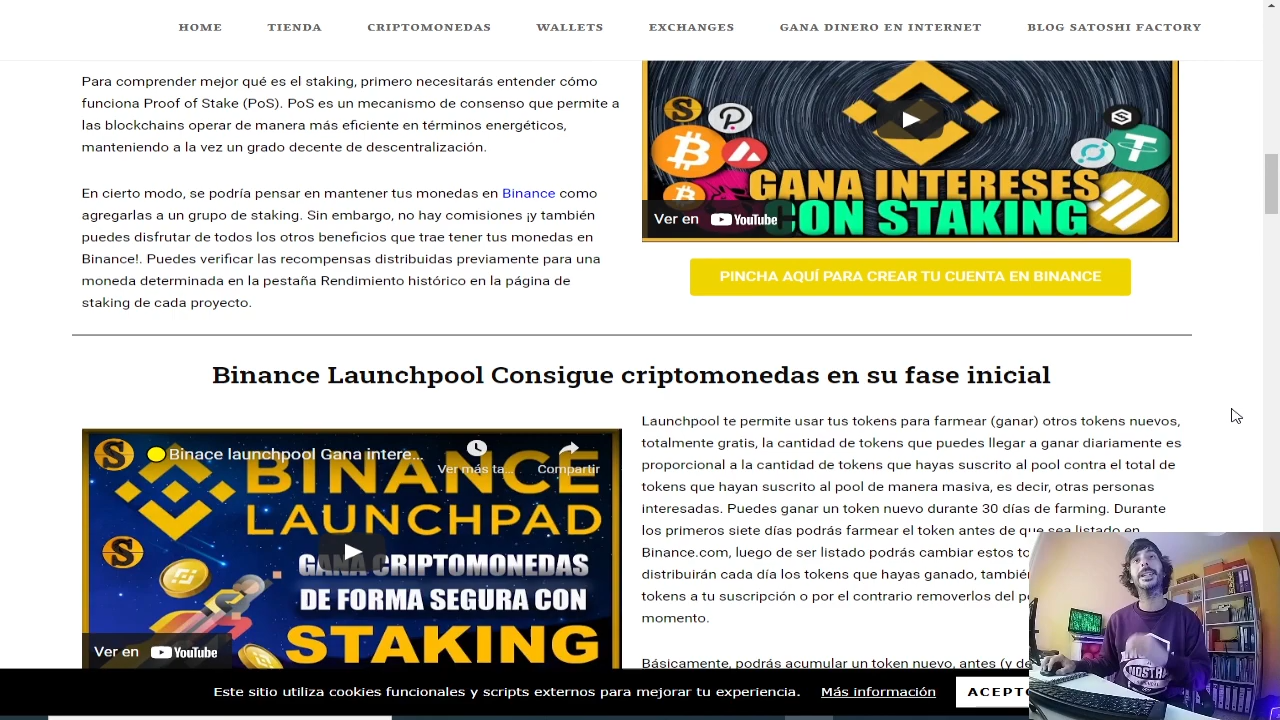 HOME TIENDA CRIPTOMONEDAS WALLETS EXCHANGES GANA DINERO EN INTERNET BLOG SATOSHI FACTORY
Para comprender mejor qué es el staking, primero necesitarás entender cómo
funciona Proof of Stake (PoS). PoS es un mecanismo de consenso que permite a
las blockchains operar de manera más eficiente en términos energéticos,
manteniendo a la vez un grado decente de descentralización.
En cierto modo, se podría pensar en mantener tus monedas en Binance como
agregarlas a un grupo de staking. Sin embargo, no hay comisiones ¡y también
puedes disfrutar de todos los otros beneficios que trae tener tus monedas en
Binance!. Puedes verificar las recompensas distribuidas previamente para una
moneda determinada en la pestaña Rendimiento histórico en la página de
staking de cada proyecto.
GANA INTERESES
CON STAKING
Ver en YouTube
PINCHA AQUÍ PARA CREAR TU CUENTA EN BINANCE
Binance Launchpool Consigue criptomonedas en su fase inicial
Binace launchpool Gana intere...
Ver más ta...
Compartir
BINANCE
LAUNCHPAD
GANA CRIPTOMONEDAS
DE FORMA SEGURA CON
STAKING
Ver en YouTube
Launchpool te permite usar tus tokens para farmear (ganar) otros tokens nuevos,
totalmente gratis, la cantidad de tokens que puedes llegar a ganar diariamente es
proporcional a la cantidad de tokens que hayas suscrito al pool contra el total de
tokens que hayan suscrito al pool de manera masiva, es decir, otras personas
interesadas. Puedes ganar un token nuevo durante 30 días de farming. Durante
los primeros siete días podrás farmear el token antes de que sea listado en
Binance.com, luego de ser listado podrás cambiar estos
distribuirán cada día los tokens que hayas ganado,
tokens a tu suscripción o por el contrario removerlos del
momento.
Básicamente, podrás acumular un token nuevo, antes (y
Este sitio utiliza cookies funcionales y scripts externos para mejorar tu experiencia. Más información